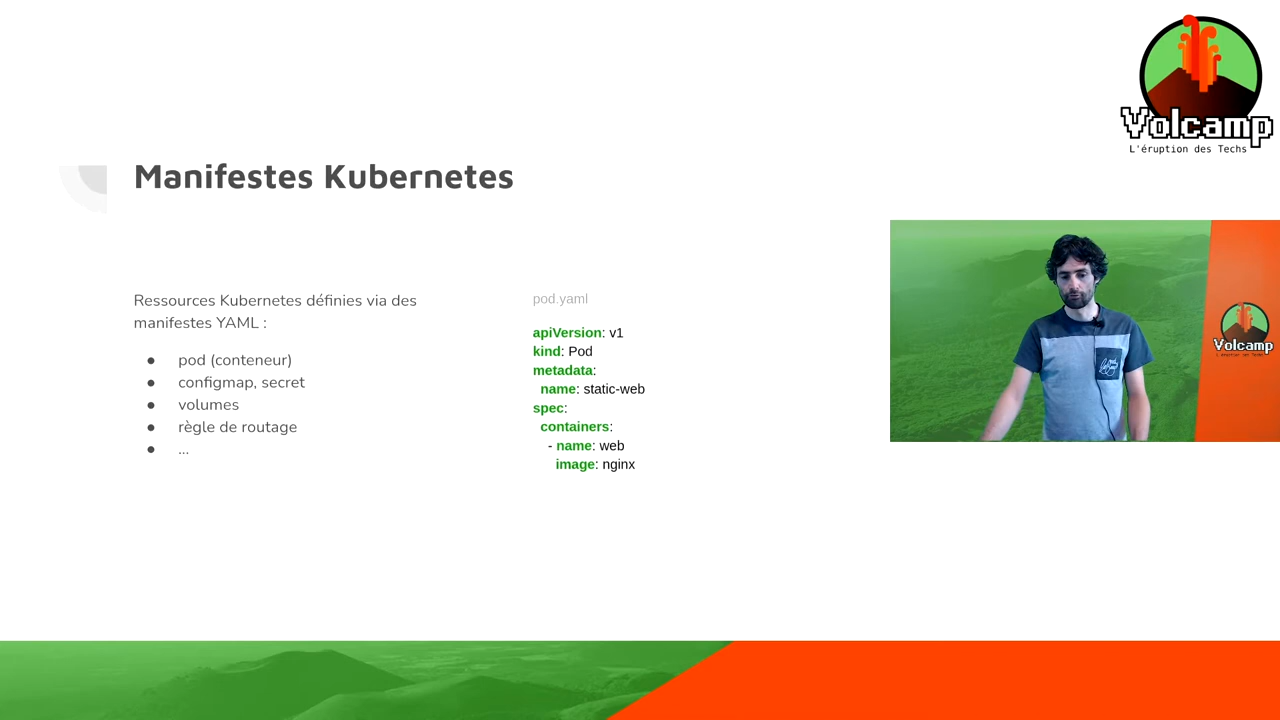 Volcamp
L'éruption des Techs
Manifestes Kubernetes
Ressources Kubernetes définies via des
manifestes YAML :
● pod (conteneur)
● configmap, secret
● volumes
● règle de routage
● ...
pod.yaml
apiVersion: v1
kind: Pod
metadata:
  name: static-web
spec:
  containers:
    - name: web
      image: nginx
Volcamp